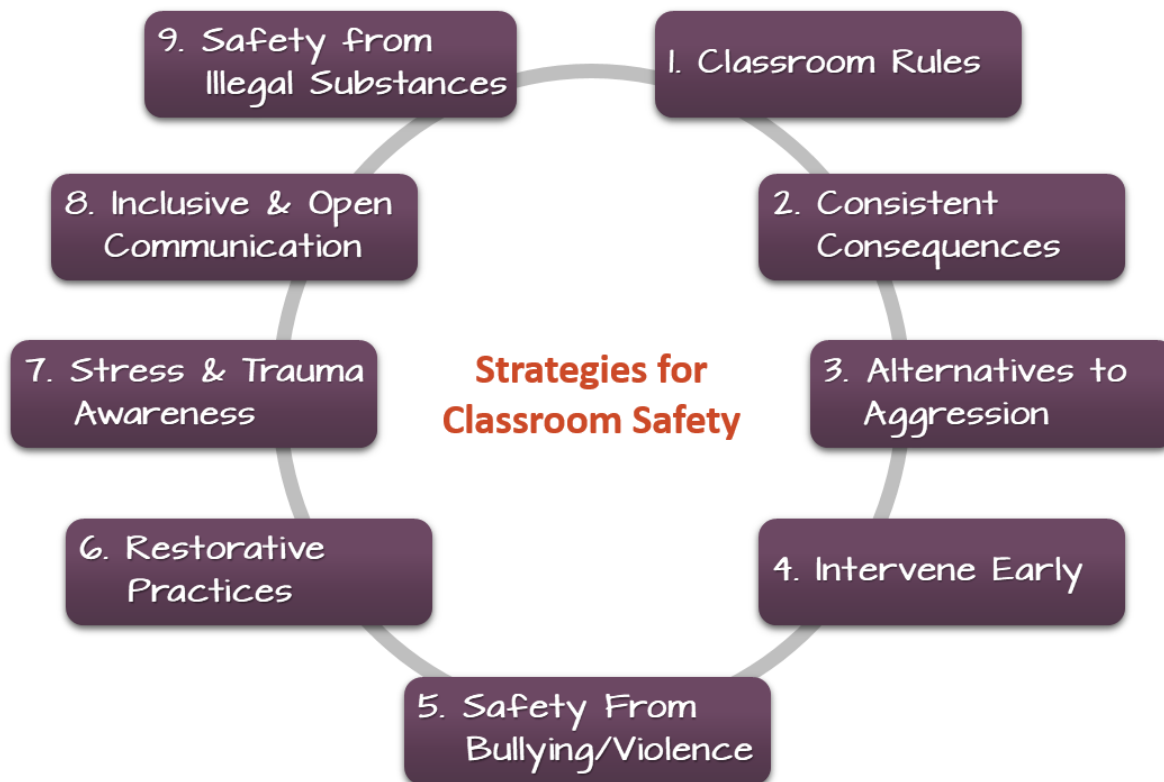 Strategies for
Classroom Safety
1. Classroom Rules
2. Consistent
Consequences
3. Alternatives to
Aggression
4. Intervene Early
5. Safety From
Bullying/Violence
6. Restorative
Practices
7. Stress & Trauma
Awareness
8. Inclusive & Open
Communication
9. Safety from
Illegal Substances